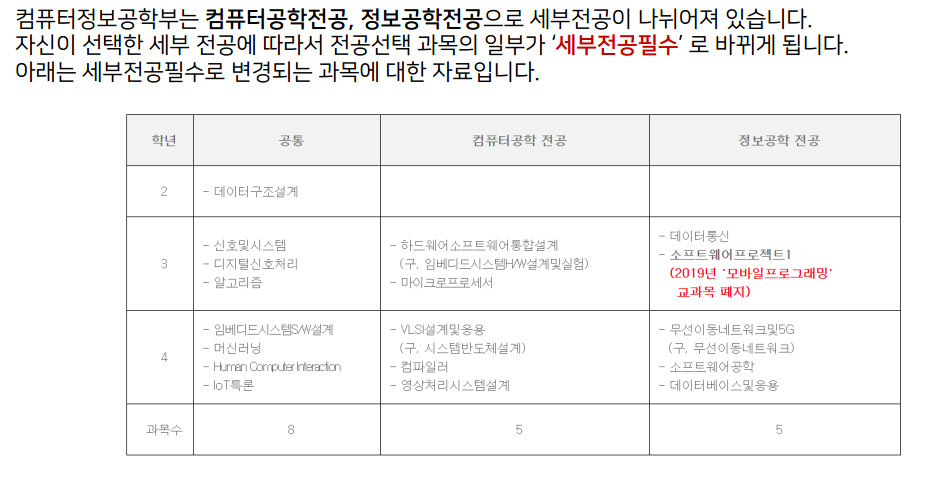 컴퓨터정보공학부는 컴퓨터공학전공, 정보공학전공으로 세부전공이 나뉘어져 있습니다.
자신이 선택한 세부 전공에 따라서 전공선택 과목의 일부가 ‘세부전공필수’ 로 바뀌게 됩니다.
아래는 세부전공필수로 변경되는 과목에 대한 자료입니다.
학년 공통 컴퓨터공학 전공 정보공학 전공
2
- 데이터구조설계
3
- 신호및시스템
- 디지털신호처리
- 알고리즘
- 하드웨어소프트웨어통합설계
(구. 임베디드시스템H/W설계및실험)
- 마이크로프로세서
- 데이터통신
- 소프트웨어프로젝트1
(2019년 ‘모바일프로그래밍’
교과목 폐지)
4
- 임베디드시스템S/W설계
- 머신러닝
- Human Computer Interaction
- IoT특론
- VLSI설계및응용
(구. 시스템반도체설계)
- 컴파일러
- 영상처리시스템설계
- 무선이동네트워크및5G
(구. 무선이동네트워크)
- 소프트웨어공학
- 데이터베이스및응용
과목수 8 5 5